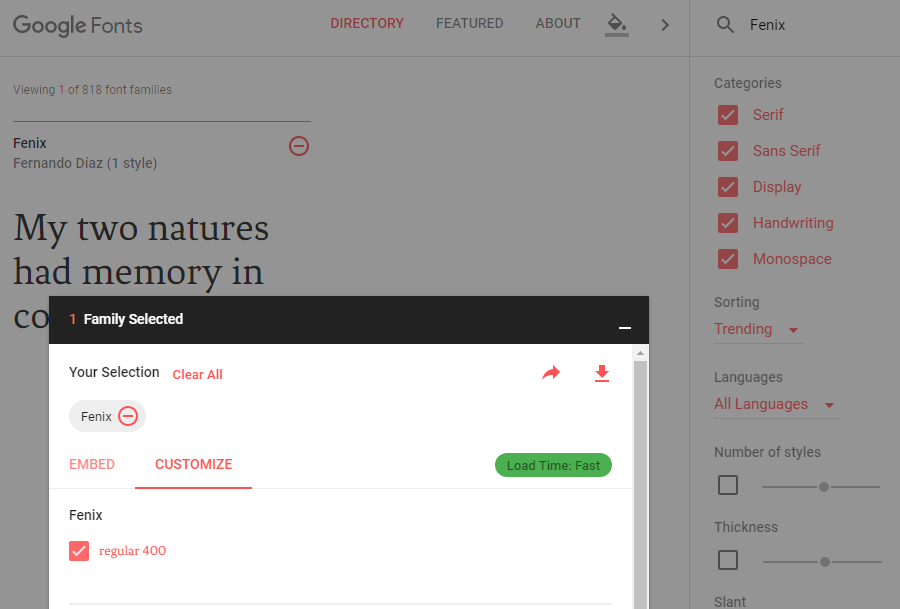 Google Fonts
DIRECTORY FEATURED ABOUT
Fenix
Viewing 1 of 818 font families
Fenix
Fernando Díaz (1 style)
My two natures
had memory in
co
1 Family Selected
Your Selection Clear All
Fenix
EMBED CUSTOMIZE Load Time: Fast
Fenix
regular 400
Categories
Serif
Sans Serif
Display
Handwriting
Monospace
Sorting
Trending
Languages
All Languages
Number of styles
Thickness
Slant